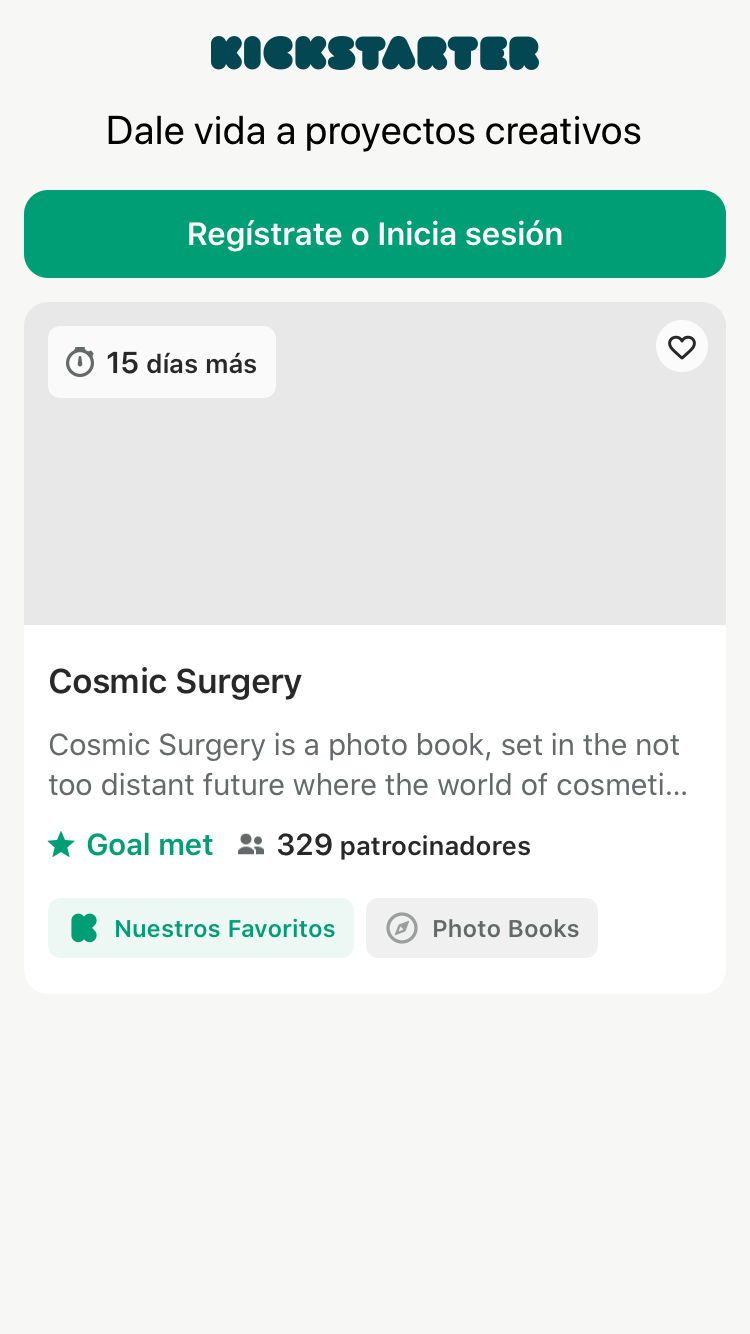 KICKSTARTER
Dale vida a proyectos creativos
Regístrate o Inicia sesión
15 días más
Cosmic Surgery
Cosmic Surgery is a photo book, set in the not
too distant future where the world of cosmeti...
Goal met 329 patrocinadores
Nuestros Favoritos Photo Books